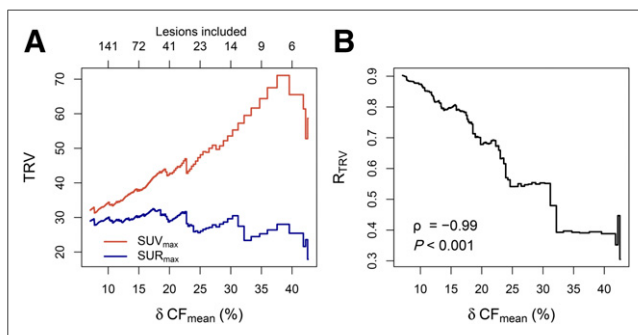 A
Lesions included
141 72 41 23 14 9 6
TRV
70
60
50
40
30
20
SUVmax
SURmax
10 15 20 25 30 35 40
δ CFmean (%)
B
RTRV
0.9
0.8
0.7
0.6
0.5
0.4
0.3
ρ = −0.99
P < 0.001
10 15 20 25 30 35 40
δ CFmean (%)